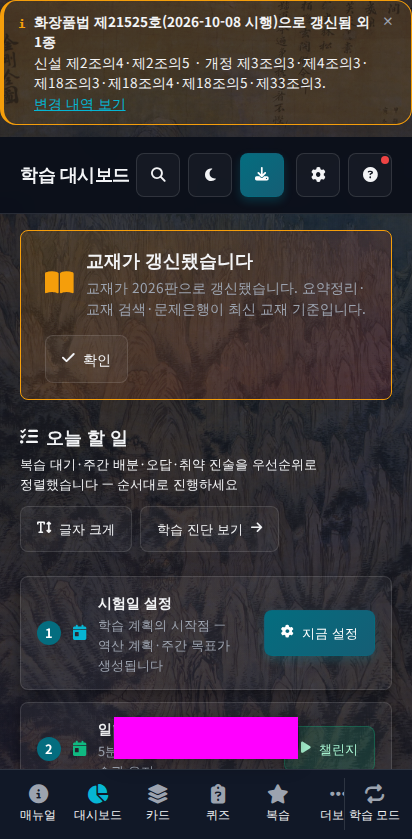 화장품법 제21525호(2026-10-08 시행)으로 갱신됨 외
1종
신설 제2조의4·제2조의5 · 개정 제3조의3·제4조의3·
제18조의3·제18조의4·제18조의5·제33조의3.
변경 내역 보기
학습 대시보드
교재가 갱신됐습니다
교재가 2026판으로 갱신됐습니다. 요약정리·
교재 검색·문제은행이 최신 교재 기준입니다.
확인
오늘 할 일
복습 대기·주간 배분·오답·취약 진술을 우선순위로
정렬했습니다 — 순서대로 진행하세요
글자 크게
학습 진단 보기
1
시험일 설정
학습 계획의 시작점 —
역산 계획·주간 목표가
생성됩니다
지금 설정
2
챌린지
매뉴얼
대시보드
카드
퀴즈
복습
더보
학습 모드